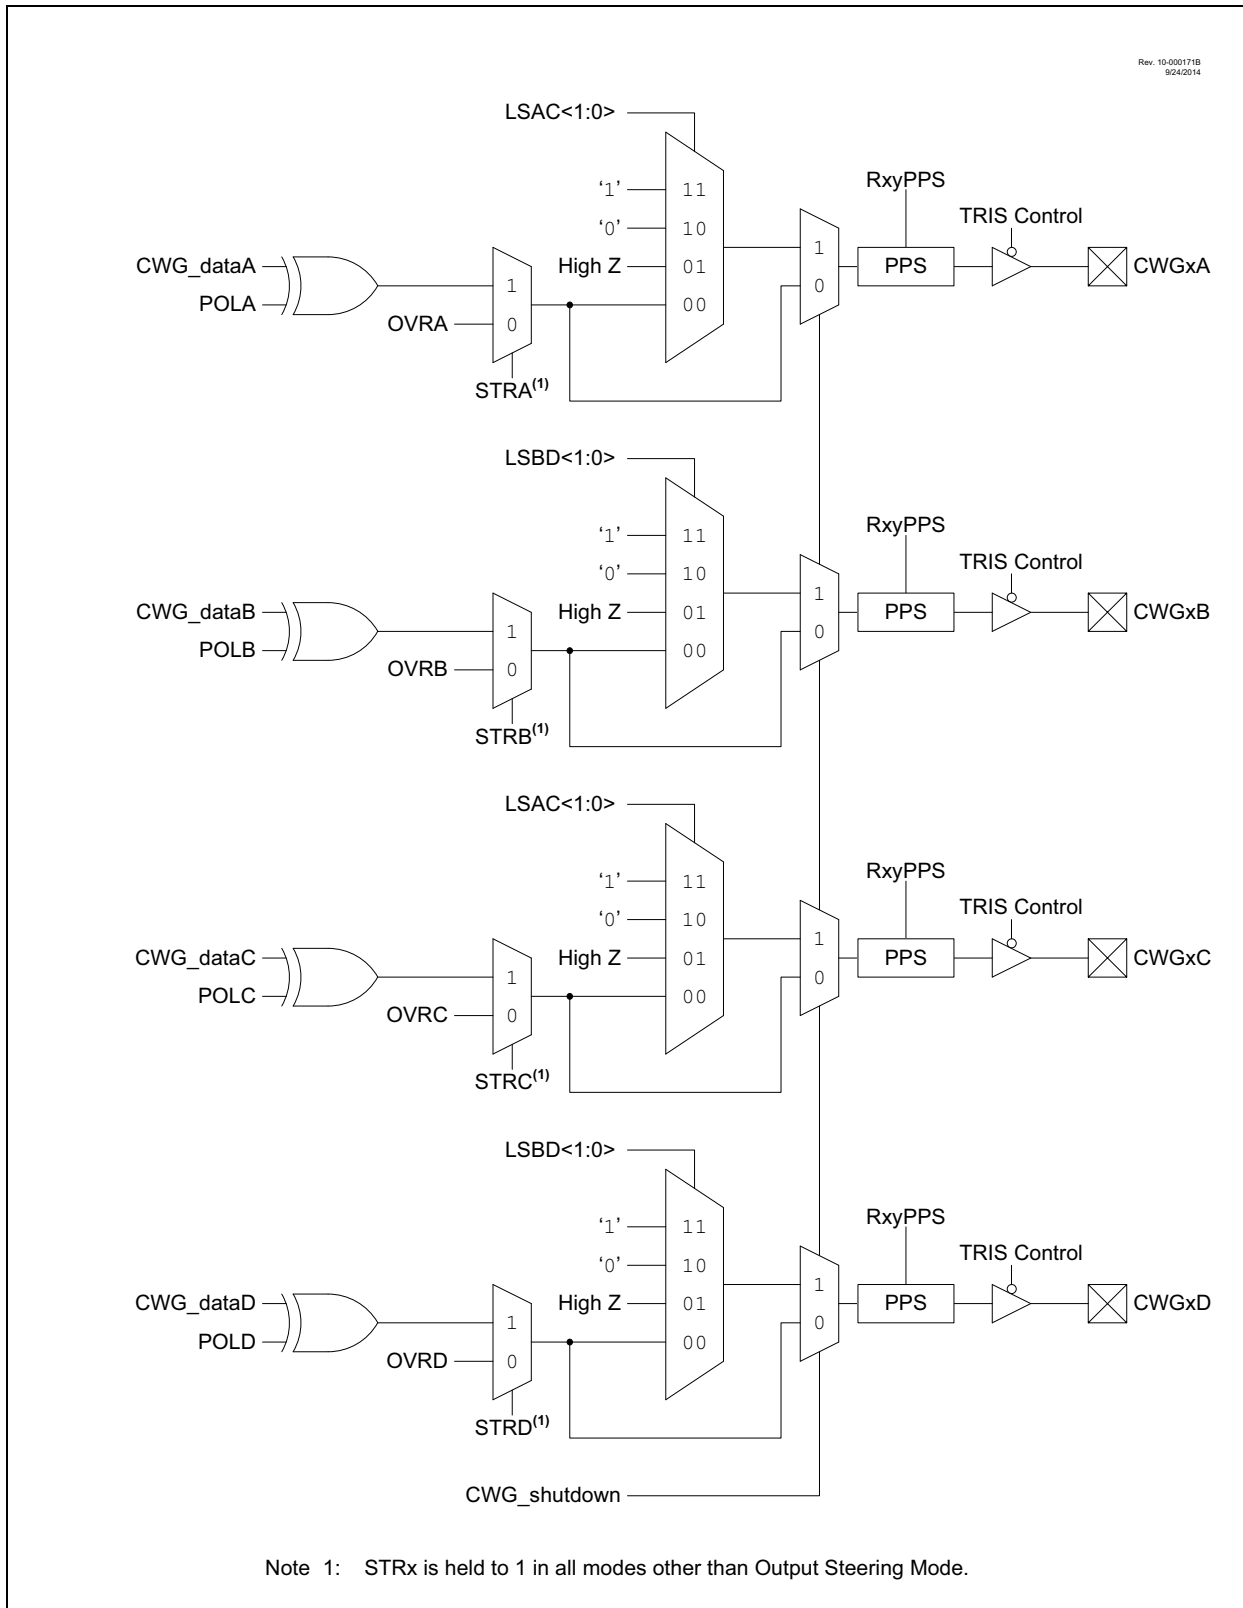 Rev. 10-000171B
9/24/2014
LSAC<1:0>
‘1’ 11
‘0’ 10
High Z 01
00
CWG_dataA
POLA
OVRA
1
0
STRA(1)
1
0
RxyPPS
PPS
TRIS Control
CWGxA
LSBD<1:0>
‘1’ 11
‘0’ 10
High Z 01
00
CWG_dataB
POLB
OVRB
1
0
STRB(1)
1
0
RxyPPS
PPS
TRIS Control
CWGxB
LSAC<1:0>
‘1’ 11
‘0’ 10
High Z 01
00
CWG_dataC
POLC
OVRC
1
0
STRC(1)
1
0
RxyPPS
PPS
TRIS Control
CWGxC
LSBD<1:0>
‘1’ 11
‘0’ 10
High Z 01
00
CWG_dataD
POLD
OVRD
1
0
STRD(1)
1
0
RxyPPS
PPS
TRIS Control
CWGxD
CWG_shutdown
Note 1: STRx is held to 1 in all modes other than Output Steering Mode.